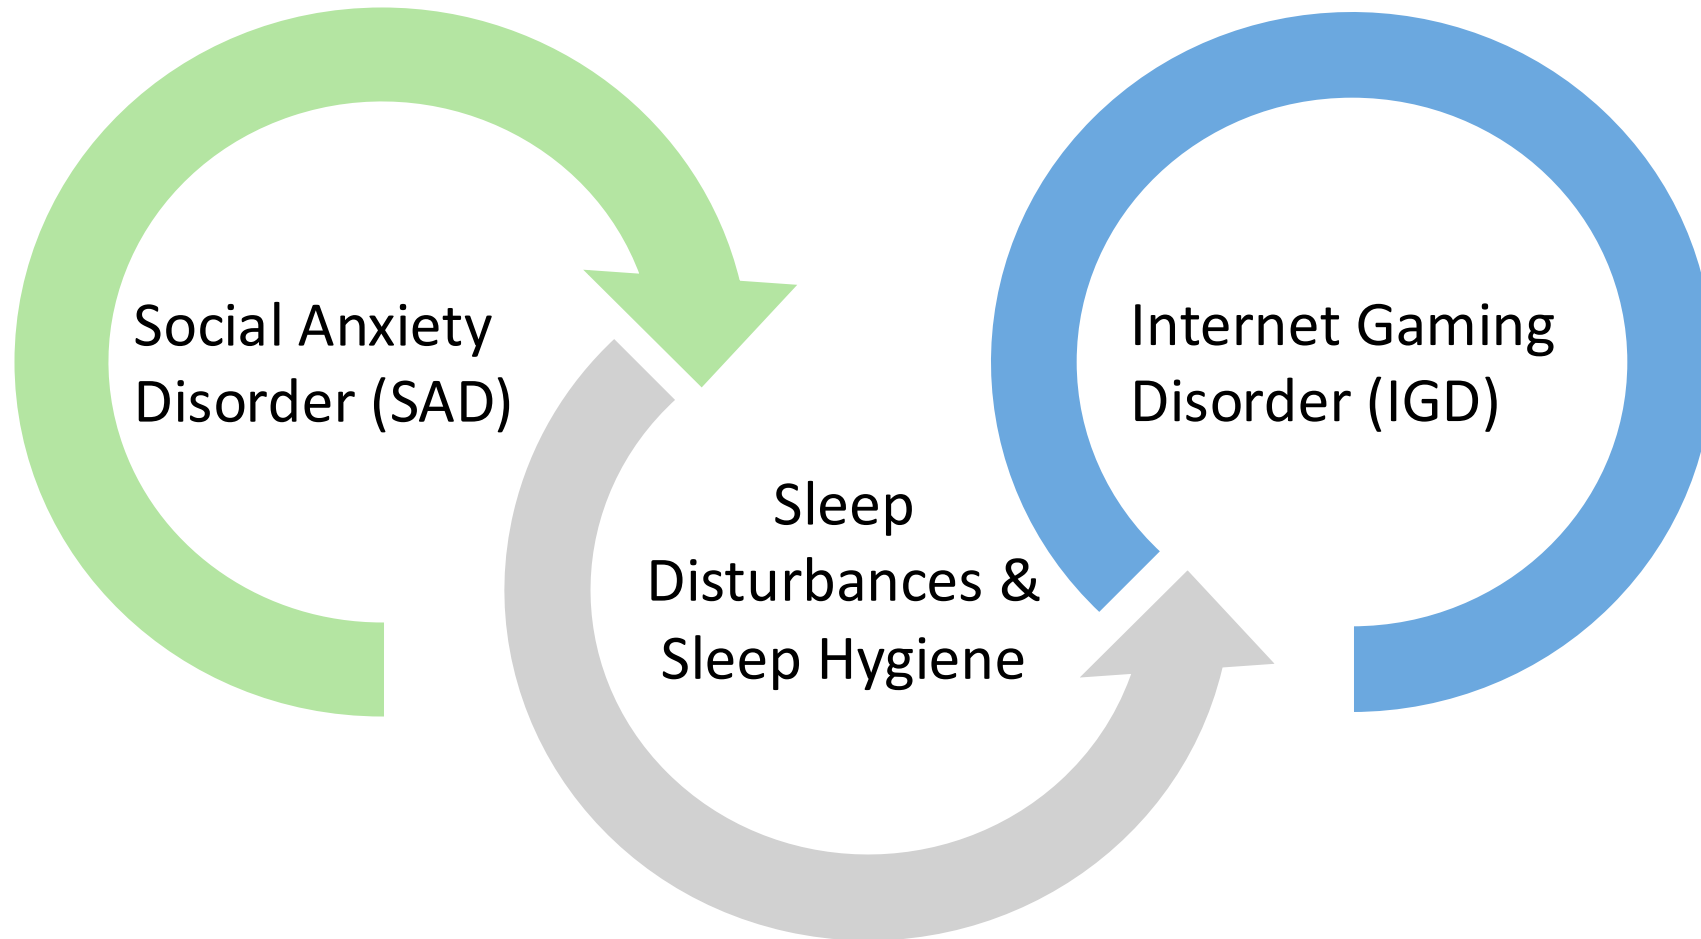 Social Anxiety
Disorder (SAD)
Sleep
Disturbances &
Sleep Hygiene
Internet Gaming
Disorder (IGD)